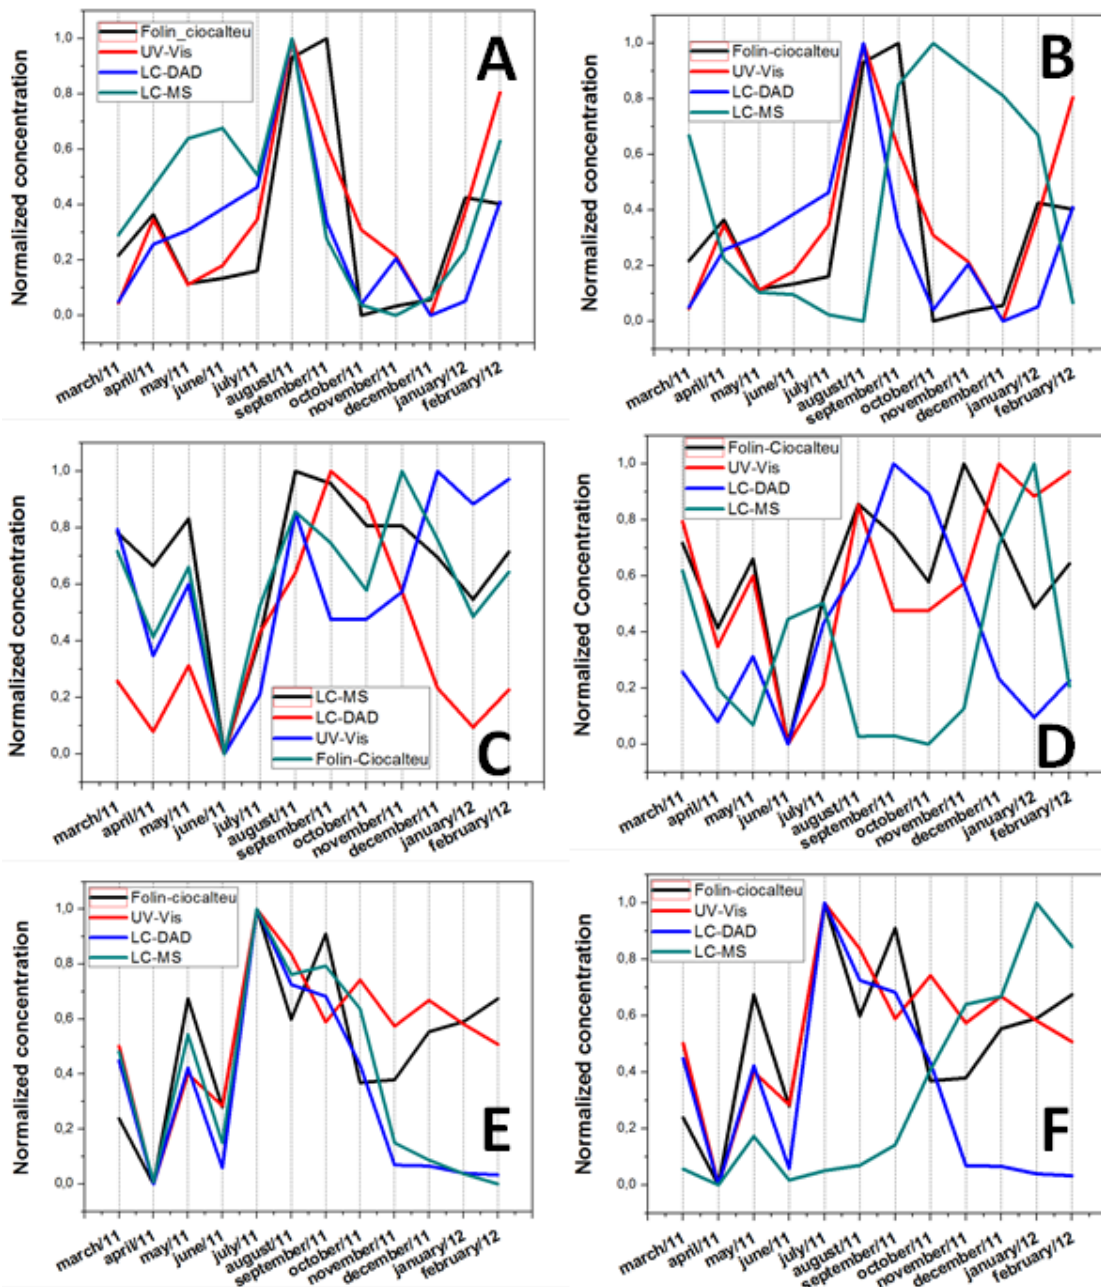 A
Folin_ciocalteu
UV-Vis
LC-DAD
LC-MS
Normalized concentration
1,0
0,8
0,6
0,4
0,2
0,0
march/11
april/11
may/11
june/11
july/11
august/11
september/11
october/11
november/11
december/11
january/12
february/12
B
Folin-ciocalteu
UV-Vis
LC-DAD
LC-MS
Normalized concentration
1,0
0,8
0,6
0,4
0,2
0,0
march/11
april/11
may/11
june/11
july/11
august/11
september/11
october/11
november/11
december/11
january/12
february/12
C
LC-MS
LC-DAD
UV-Vis
Folin-Ciocalteu
Normalized concentration
1,0
0,8
0,6
0,4
0,2
0,0
march/11
april/11
may/11
june/11
july/11
august/11
september/11
october/11
november/11
december/11
january/12
february/12
D
Folin-Ciocalteu
UV-Vis
LC-DAD
LC-MS
Normalized Concentration
1,0
0,8
0,6
0,4
0,2
0,0
march/11
april/11
may/11
june/11
july/11
august/11
september/11
october/11
november/11
december/11
january/12
february/12
E
Folin-ciocalteu
UV-Vis
LC-DAD
LC-MS
Normalized concentration
1,0
0,8
0,6
0,4
0,2
0,0
march/11
april/11
may/11
june/11
july/11
august/11
september/11
october/11
november/11
december/11
january/12
february/12
F
Folin-ciocalteu
UV-Vis
LC-DAD
LC-MS
Normalized concentration
1,0
0,8
0,6
0,4
0,2
0,0
march/11
april/11
may/11
june/11
july/11
august/11
september/11
october/11
november/11
december/11
january/12
february/12